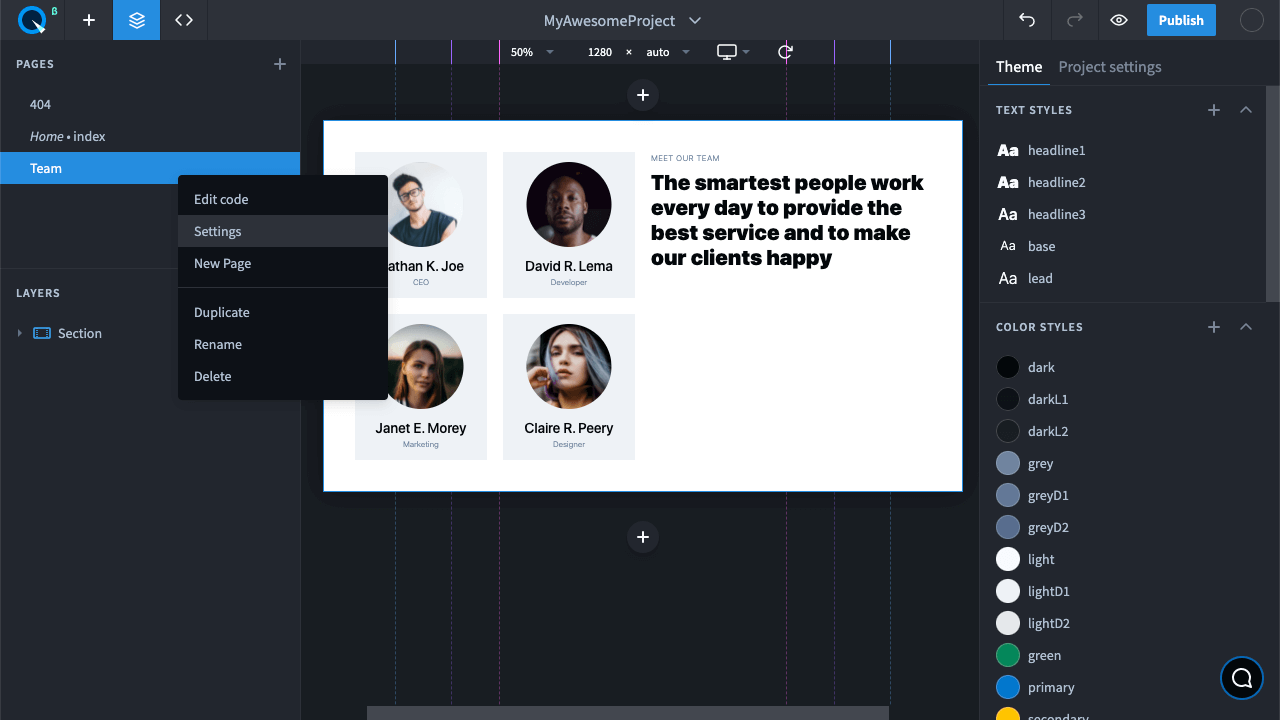 β
MyAwesomeProject
Publish
PAGES
404
Home • index
Team
Edit code
Settings
New Page
Duplicate
Rename
Delete
LAYERS
Section
50%
1280 × auto
MEET OUR TEAM
The smartest people work
every day to provide the
best service and to make
our clients happy
athan K. Joe
CEO
David R. Lema
Developer
Janet E. Morey
Marketing
Claire R. Peery
Designer
Theme
Project settings
TEXT STYLES
Aa headline1
Aa headline2
Aa headline3
Aa base
Aa lead
COLOR STYLES
dark
darkL1
darkL2
grey
greyD1
greyD2
light
lightD1
lightD2
green
primary
secondary